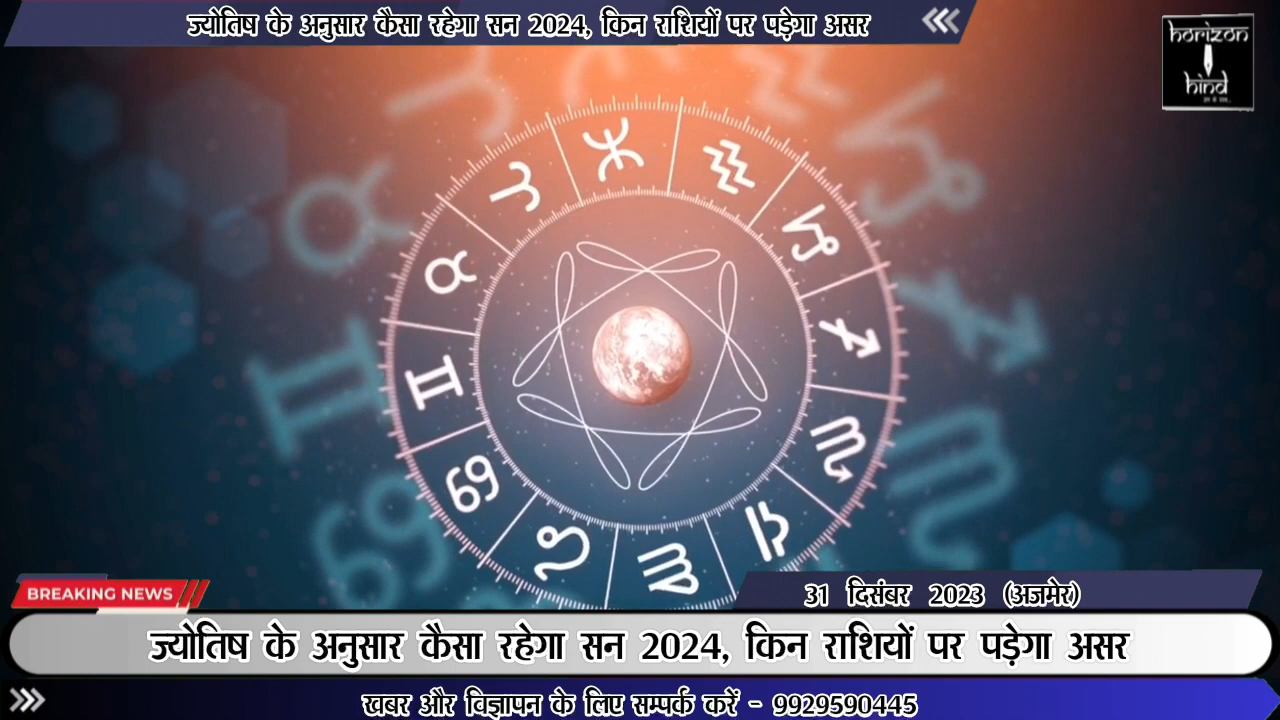 ज्योतिष के अनुसार कैसा रहेगा सन 2024, किन राशियों पर पड़ेगा असर
horizon
hind
BREAKING NEWS
31 दिसंबर 2023 (अजमेर)
ज्योतिष के अनुसार कैसा रहेगा सन 2024, किन राशियों पर पड़ेगा असर
खबर और विज्ञापन के लिए सम्पर्क करें - 9929590445